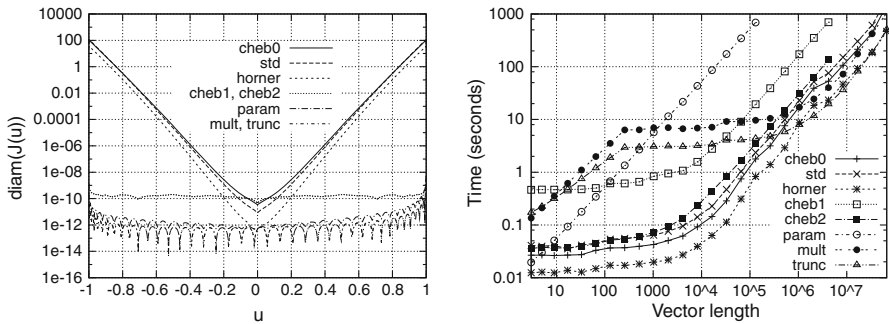 10000
100
1
0.01
0.0001
1e-06
1e-08
1e-10
1e-12
1e-14
1e-16
-1 -0.8 -0.6 -0.4 -0.2 0 0.2 0.4 0.6 0.8 1
diam(J(u))
u
cheb0
std
horner
cheb1, cheb2
param
mult, trunc
1000
100
10
1
0.1
0.01
10 100 1000 10^4 10^5 10^6 10^7
Time (seconds)
Vector length
cheb0
std
horner
cheb1
cheb2
param
mult
trunc